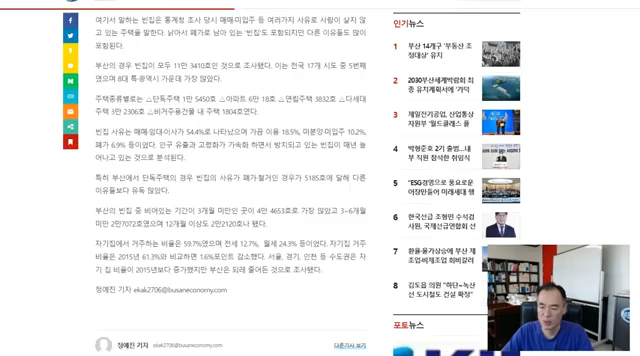 여기서 말하는 빈집은 통계청 조사 당시 매매·미입주 등 여러가지 사유로 사람이 살지 않
고 있는 주택을 말한다. 낡아서 폐가로 남아 있는 '빈집'도 포함되지만 다른 이유들도 많이
포함된다.
부산의 경우 빈집이 모두 11만 3410호인 것으로 조사됐다. 이는 전국 17개 시도 중 5번째
였으며 8대 특·광역시 가운데 가장 많았다.
주택종류별로는 △단독주택 1만 5450호 △아파트 6만 18호 △연립주택 3832호 △다세대
주택 3만 2306호 △비거주용건물 내 주택 1804호였다.
빈집 사유는 매매·임대·이사가 54.4%로 나타났으며 가끔 이용 18.5%, 미분양·미입주 10.2%,
폐가 6.9% 등이었다. 인구 유출과 고령화가 가속화 하면서 방치되고 있는 빈집이 매년 늘
어나고 있는 것으로 분석된다.
특히 부산에서 단독주택의 경우 빈집의 사유가 폐가·철거인 경우가 5185호에 달해 다른
이유들보다 유독 많았다.
부산의 빈집 중 비어있는 기간이 3개월 미만인 곳이 4만 4653호로 가장 많았고 3~6개월
미만 2만7072호였으며 12개월 이상도 2만2120호나 됐다.
자기집에서 거주하는 비율은 59.7%였으며 전세 12.7%, 월세 24.3% 등이었다. 자기집 거주
비율은 2015년 61.3%와 비교하면 1.6%포인트 감소했다. 서울, 경기, 인천 등 수도권은 자
기 집 비율이 2015년보다 증가했지만 부산은 되레 줄어든 것으로 조사됐다.
정예진 기자 ekak2706@busaneconomy.com
정예진 기자 ekak2706@busaneconomy.com 다른기사 보기
인기뉴스
1 부산 14개구 '부동산 조
정대상' 유지
2 2030부산세계박람회 최
종 유치계획서에 '가덕
3 제일전기공업, 산업통상
자원부 '월드클래스 플
4 박형준호 2기 출범...내
부 직원 참석한 취임식
5 "ESG경영으로 풍요로운
어장만들어 미래세대 행
6 한국선급 조형민 수석검
사원, 국제선급연합회 선
7 환율·물가상승에 부산 제
조업·비제조업 희비갈려
8 김도읍 의원 "하단~녹산
선 도시철도 건설 확정"
포토뉴스